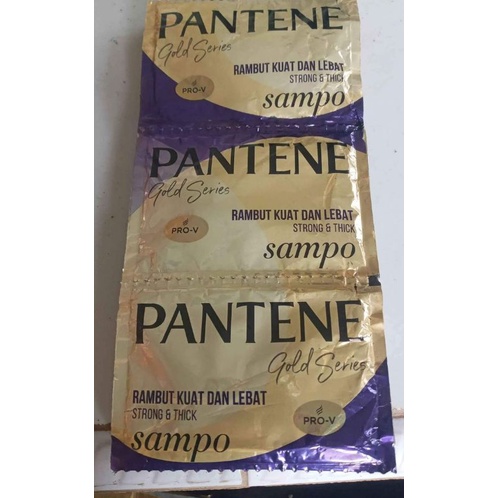 PANTENE
Gold Series
RAMBUT KUAT DAN LEBAT
STRONG & THICK
PRO-V
sampo
PANTENE
Gold Series
RAMBUT KUAT DAN LEBAT
STRONG & THICK
PRO-V
sampo
PANTENE
Gold Series
RAMBUT KUAT DAN LEBAT
STRONG & THICK
PRO-V
sampo